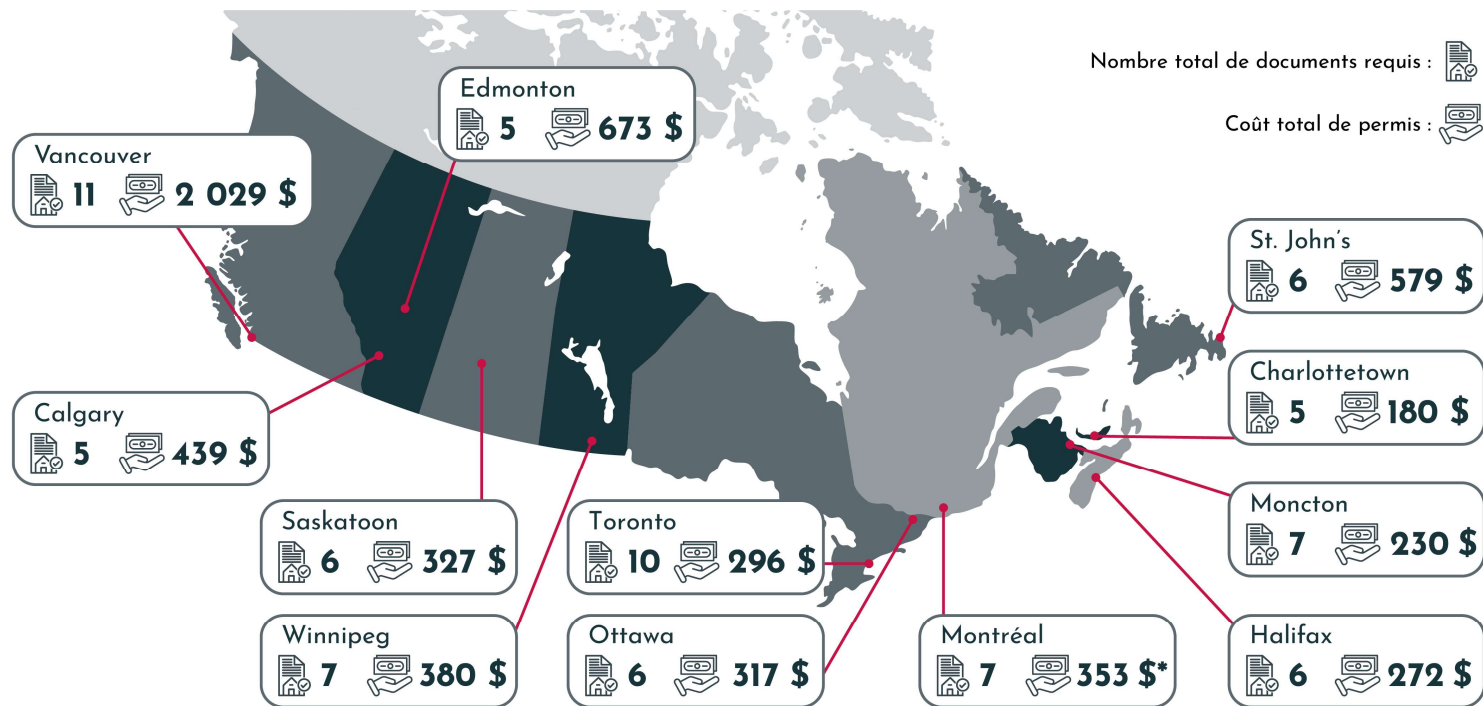 Nombre total de documents requis :
Coût total de permis :
Edmonton
5 673 $
Vancouver
11 2 029 $
St. John's
6 579 $
Charlottetown
5 180 $
Calgary
5 439 $
Saskatoon
6 327 $
Toronto
10 296 $
Moncton
7 230 $
Winnipeg
7 380 $
Ottawa
6 317 $
Montréal
7 353 $*
Halifax
6 272 $